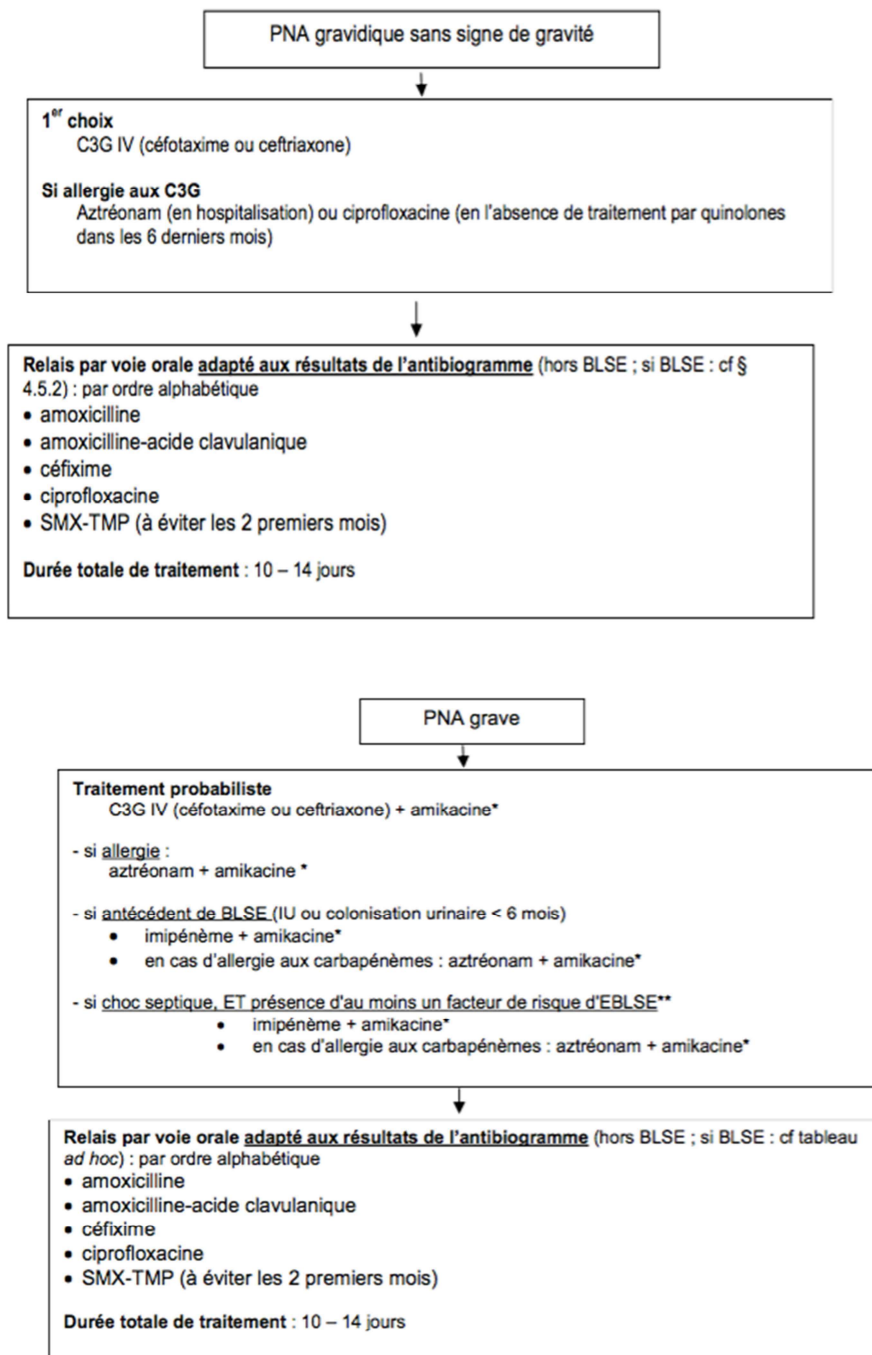 PNA gravidique sans signe de gravité
1er choix
C3G IV (céfotaxime ou ceftriaxone)
Si allergie aux C3G
Aztréonam (en hospitalisation) ou ciprofloxacine (en l'absence de traitement par quinolones
dans les 6 derniers mois)
Relais par voie orale adapté aux résultats de l'antibiogramme (hors BLSE ; si BLSE : cf §
4.5.2) : par ordre alphabétique
• amoxicilline
• amoxicilline-acide clavulanique
• céfixime
• ciprofloxacine
• SMX-TMP (à éviter les 2 premiers mois)
Durée totale de traitement : 10 – 14 jours
PNA grave
Traitement probabiliste
C3G IV (céfotaxime ou ceftriaxone) + amikacine*
- si allergie :
aztréonam + amikacine *
- si antécédent de BLSE (IU ou colonisation urinaire < 6 mois)
• imipénème + amikacine*
• en cas d'allergie aux carbapénèmes : aztréonam + amikacine*
- si choc septique, ET présence d'au moins un facteur de risque d'EBLSE**
• imipénème + amikacine*
• en cas d'allergie aux carbapénèmes : aztréonam + amikacine*
Relais par voie orale adapté aux résultats de l'antibiogramme (hors BLSE ; si BLSE : cf tableau
ad hoc) : par ordre alphabétique
• amoxicilline
• amoxicilline-acide clavulanique
• céfixime
• ciprofloxacine
• SMX-TMP (à éviter les 2 premiers mois)
Durée totale de traitement : 10 – 14 jours